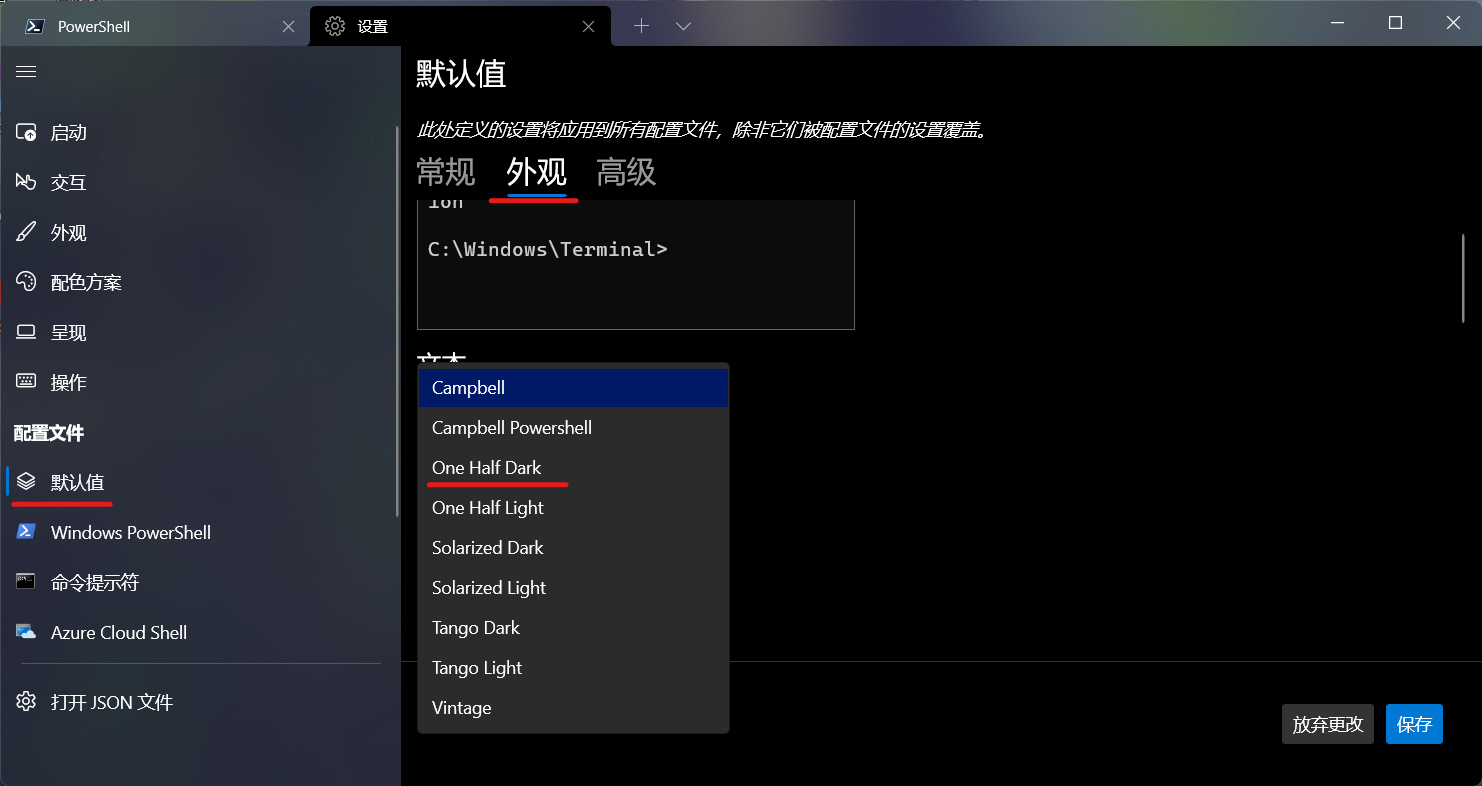 PowerShell
设置
启动
交互
外观
配色方案
呈现
操作
配置文件
默认值
Windows PowerShell
命令提示符
Azure Cloud Shell
打开 JSON 文件
默认值
此处定义的设置将应用到所有配置文件，除非它们被配置文件的设置覆盖。
常规 外观 高级
ion
C:\Windows\Terminal>
文本
Campbell
Campbell Powershell
One Half Dark
One Half Light
Solarized Dark
Solarized Light
Tango Dark
Tango Light
Vintage
放弃更改 保存